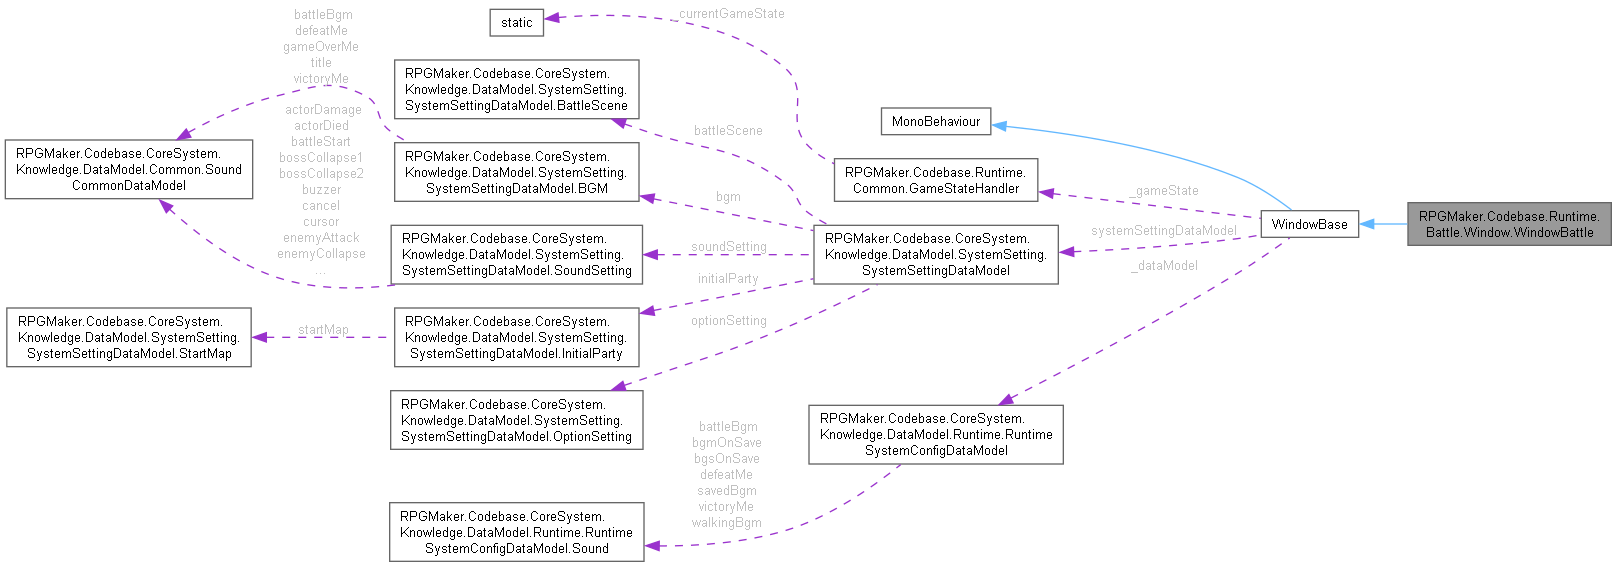 battleBgm
defeatMe
gameOverMe
title
victoryMe
actorDamage
actorDied
battleStart
bossCollapse1
bossCollapse2
buzzer
cancel
cursor
enemyAttack
enemyCollapse
...
RPGMaker.Codebase.CoreSystem.
Knowledge.DataModel.Common.Sound
CommonDataModel
startMap
RPGMaker.Codebase.CoreSystem.
Knowledge.DataModel.SystemSetting.
SystemSettingDataModel.StartMap
static
_currentGameState
RPGMaker.Codebase.CoreSystem.
Knowledge.DataModel.SystemSetting.
SystemSettingDataModel.BattleScene
RPGMaker.Codebase.CoreSystem.
Knowledge.DataModel.SystemSetting.
SystemSettingDataModel.BGM
RPGMaker.Codebase.CoreSystem.
Knowledge.DataModel.SystemSetting.
SystemSettingDataModel.SoundSetting
RPGMaker.Codebase.CoreSystem.
Knowledge.DataModel.SystemSetting.
SystemSettingDataModel.InitialParty
RPGMaker.Codebase.CoreSystem.
Knowledge.DataModel.SystemSetting.
SystemSettingDataModel.OptionSetting
RPGMaker.Codebase.CoreSystem.
Knowledge.DataModel.Runtime.Runtime
SystemConfigDataModel.Sound
battleScene
bgm
soundSetting
initialParty
optionSetting
battleBgm
bgmOnSave
bgsOnSave
defeatMe
savedBgm
victoryMe
walkingBgm
MonoBehaviour
RPGMaker.Codebase.Runtime.
Common.GameStateHandler
RPGMaker.Codebase.CoreSystem.
Knowledge.DataModel.SystemSetting.
SystemSettingDataModel
RPGMaker.Codebase.CoreSystem.
Knowledge.DataModel.Runtime.Runtime
SystemConfigDataModel
_gameState
systemSettingDataModel
_dataModel
WindowBase
RPGMaker.Codebase.Runtime.
Battle.Window.WindowBattle